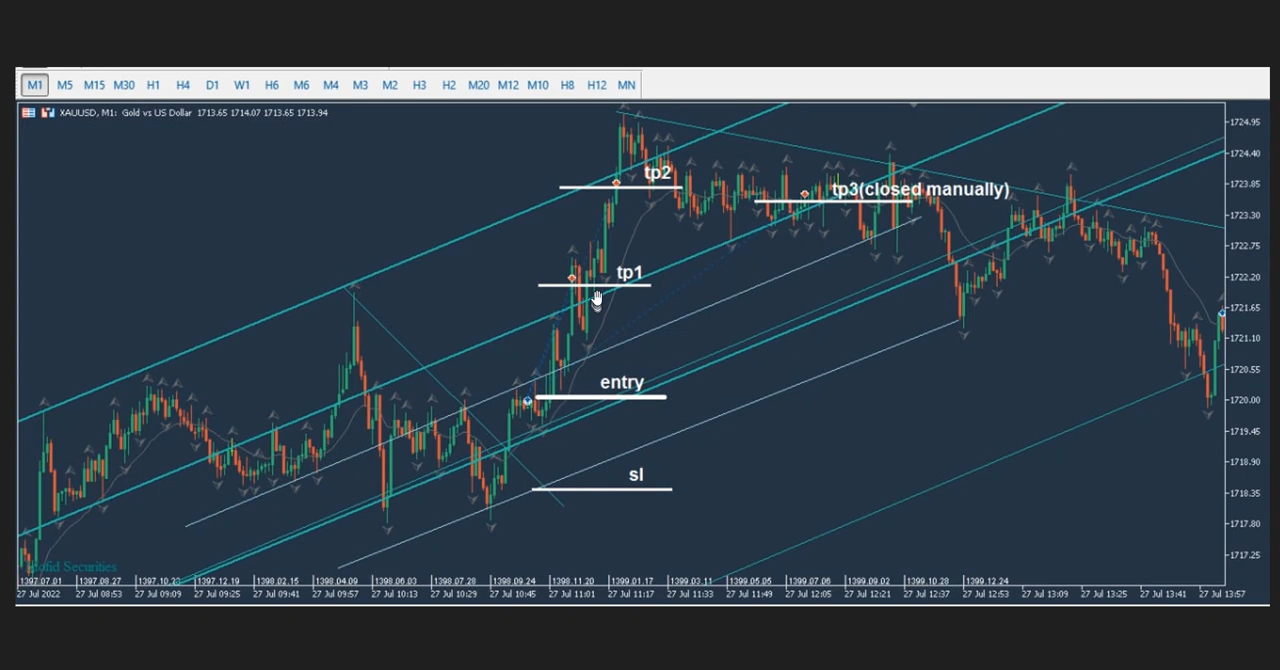 M1 M5 M15 M30 H1 H4 D1 W1 H6 M6 M4 M3 M2 H3 H2 M20 M12 M10 H8 H12 MN
XAUUSD, M1: Gold vs US Dollar 1713.65 1714.07 1713.65 1713.94
1724.95
1724.40
tp2
1723.85
tp3(closed manually)
1723.30
1722.75
tp1
1722.20
1721.65
1721.10
1720.55
entry
1720.00
1719.45
1718.90
sl
1718.35
1717.80
1717.25
Securities
1397.07.01 1397.08.27 1397.12.19 1398.02.15 1398.04.09 1398.06.03 1398.07.28 1398.09.24 1398.11.20 1399.01.17 1399.03.11 1399.05.05 1399.07.06 1399.09.02 1399.10.28 1399.12.24
27 Jul 2022 27 Jul 08:53 27 Jul 09:09 27 Jul 09:25 27 Jul 09:41 27 Jul 09:57 27 Jul 10:13 27 Jul 10:29 27 Jul 10:45 27 Jul 11:01 27 Jul 11:17 27 Jul 11:33 27 Jul 11:49 27 Jul 12:05 27 Jul 12:21 27 Jul 12:37 27 Jul 12:53 27 Jul 13:09 27 Jul 13:25 27 Jul 13:41 27 Jul 13:57